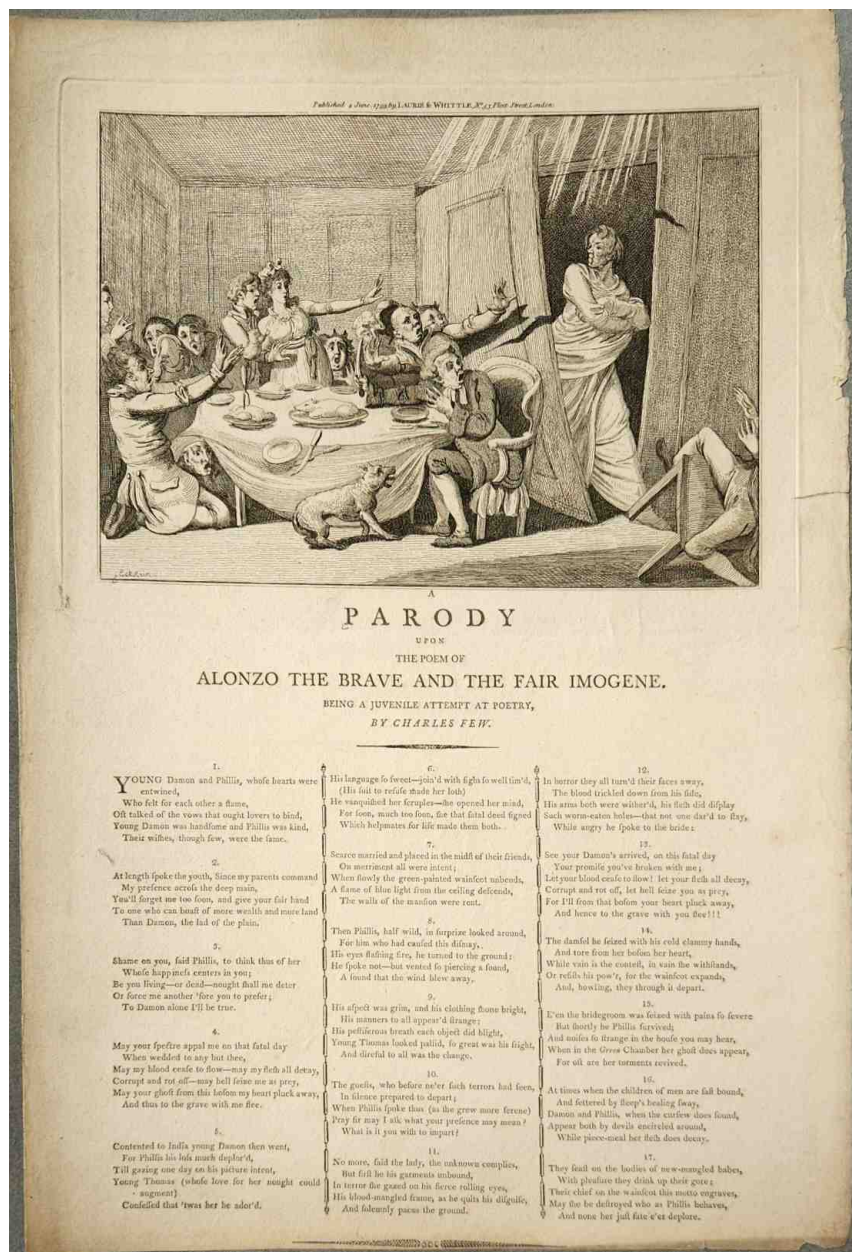 Published 4 June, 1799, by LAURIE & WHITTLE, Nº 53 Fleet Street, London.
A
PARODY
UPON
THE POEM OF
ALONZO THE BRAVE AND THE FAIR IMOGENE.
BEING A JUVENILE ATTEMPT AT POETRY,
BY CHARLES FEW.
1.
YOUNG Damon and Phillis, whoſe hearts were
entwined,
Who felt for each other a flame,
Oft talked of the vows that ought lovers to bind,
Young Damon was handſome and Phillis was kind,
Their wiſhes, though few, were the ſame.
2.
At length ſpoke the youth, Since my parents command
My preſence acroſs the deep main,
You'll forget me too ſoon, and give your fair hand
To one who can boaſt of more wealth and more land
Than Damon, the lad of the plain.
3.
Shame on you, ſaid Phillis, to think thus of her
Whoſe happineſs centers in you;
Be you living—or dead—nought ſhall me deter
Or force me another 'fore you to prefer;
To Damon alone I'll be true.
4.
May your ſpectre appal me on that fatal day
When wedded to any but thee,
May my blood ceaſe to flow—may my fleſh all decay,
Corrupt and rot off—may hell ſeize me as prey,
May your ghoſt from this boſom my heart pluck away,
And thus to the grave with me flee.
5.
Contented to India young Damon then went,
For Phillis his loſs much deplor'd,
Till gazing one day on his picture intent,
Young Thomas (whoſe love for her nought could
augment)
Confeſſed that 'twas her he ador'd.
6.
His language ſo ſweet—join'd with ſighs ſo well tim'd,
(His ſuit to refuſe made her loth)
He vanquiſhed her ſcruples—ſhe opened her mind,
For ſoon, much too ſoon, ſhe that fatal deed ſigned
Which helpmates for life made them both.
7.
Scarce married and placed in the midſt of their friends,
On merriment all were intent;
When ſlowly the green-painted wainſcot unbends,
A flame of blue light from the ceiling deſcends,
The walls of the manſion were rent.
8.
Then Phillis, half wild, in ſurprize looked around,
For him who had cauſed this diſmay,
His eyes flaſhing fire, he turned to the ground;
He ſpoke not—but vented ſo piercing a ſound,
A ſound that the wind blew away.
9.
His aſpect was grim, and his clothing ſhone bright,
His manners to all appear'd ſtrange;
His peſtiferous breath each object did blight,
Young Thomas looked pallid, ſo great was his fright,
And direful to all was the change.
10.
The gueſts, who before ne'er ſuch terrors had ſeen,
In ſilence prepared to depart;
When Phillis ſpoke thus (as ſhe grew more ſerene)
Pray ſir may I aſk what your preſence may mean?
What is it you wiſh to impart?
11.
No more, ſaid the lady, the unknown complies,
But firſt he his garments unbound,
In terror ſhe gazed on his fierce rolling eyes,
His blood-mangled frame, as he quits his diſguiſe,
And ſolemnly paces the ground.
12.
In horror they all turn'd their faces away,
The blood trickled down from his ſide,
His arms both were wither'd, his fleſh did diſplay
Such worm-eaten holes—that not one dar'd to ſtay,
While angry he ſpoke to the bride:
13.
See your Damon's arrived, on this fatal day
Your promiſe you've broken with me;
Let your blood ceaſe to flow! let your fleſh all decay,
Corrupt and rot off, let hell ſeize you as prey,
For I'll from that boſom your heart pluck away,
And hence to the grave with you flee!!!
14.
The damſel he ſeized with his cold clammy hands,
And tore from her boſom her heart,
While vain is the conteſt, in vain ſhe withſtands,
Or reſiſts his pow'r, for the wainſcot expands,
And, howling, they through it depart.
15.
E'en the bridegroom was ſeized with pains ſo ſevere
But ſhortly he Phillis ſurvived;
And noiſes ſo ſtrange in the houſe you may hear,
When in the Green Chamber her ghoſt does appear,
For oft are her torments revived.
16.
At times when the children of men are faſt bound,
And fettered by ſleep's healing ſway,
Damon and Phillis, when the curfew does ſound,
Appear both by devils encircled around,
While piece-meal her fleſh does decay.
17.
They feaſt on the bodies of new-mangled babes,
With pleaſure they drink up their gore;
Their chief on the wainſcot this motto engraves,
May ſhe be deſtroyed who as Phillis behaves,
And none her juſt fate e'er deplore.